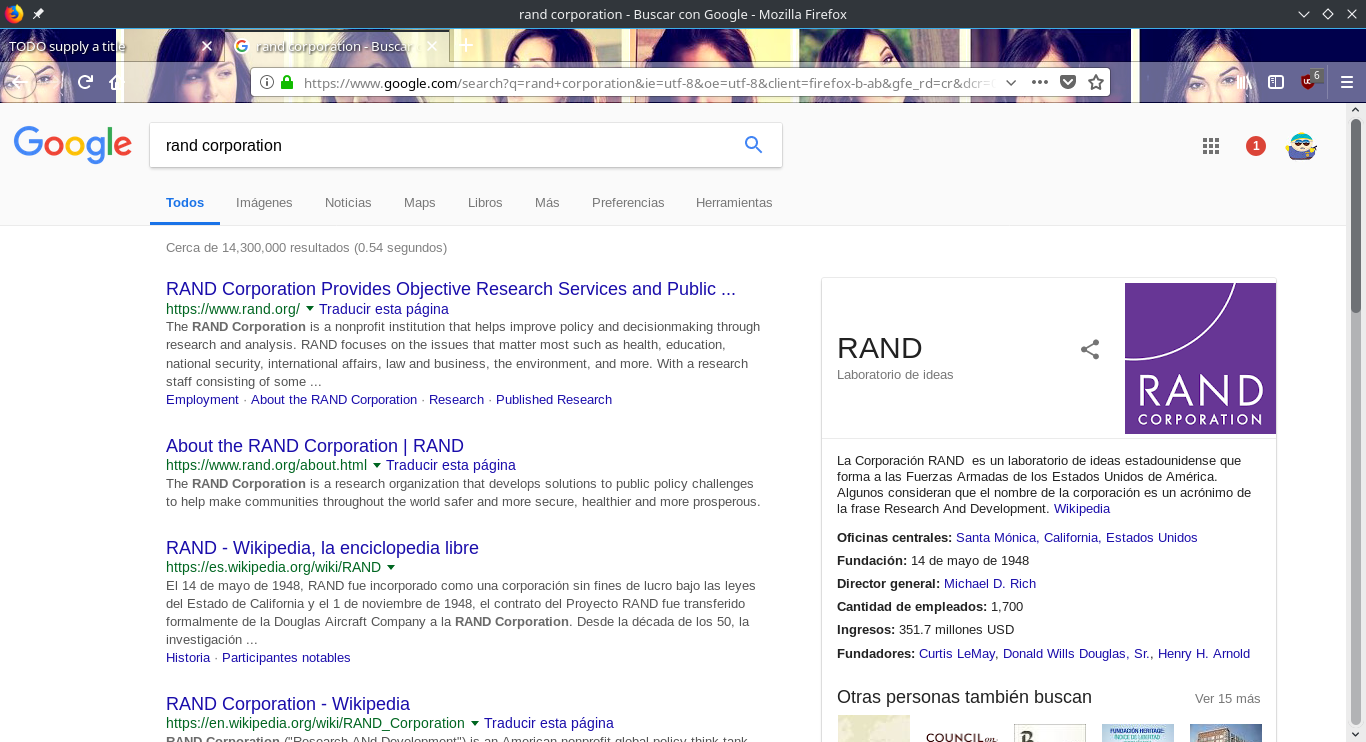 rand corporation - Buscar con Google - Mozilla Firefox
TODO supply a title
rand corporation - Buscar
https://www.google.com/search?q=rand+corporation&ie=utf-8&oe=utf-8&client=firefox-b-ab&gfe_rd=cr&dcr=
6
Google
rand corporation
1
Todos Imágenes Noticias Maps Libros Más Preferencias Herramientas
Cerca de 14,300,000 resultados (0.54 segundos)
RAND Corporation Provides Objective Research Services and Public ...
https://www.rand.org/ Traducir esta página
The RAND Corporation is a nonprofit institution that helps improve policy and decisionmaking through
research and analysis. RAND focuses on the issues that matter most such as health, education,
national security, international affairs, law and business, the environment, and more. With a research
staff consisting of some ...
Employment · About the RAND Corporation · Research · Published Research
About the RAND Corporation | RAND
https://www.rand.org/about.html Traducir esta página
The RAND Corporation is a research organization that develops solutions to public policy challenges
to help make communities throughout the world safer and more secure, healthier and more prosperous.
RAND - Wikipedia, la enciclopedia libre
https://es.wikipedia.org/wiki/RAND
El 14 de mayo de 1948, RAND fue incorporado como una corporación sin fines de lucro bajo las leyes
del Estado de California y el 1 de noviembre de 1948, el contrato del Proyecto RAND fue transferido
formalmente de la Douglas Aircraft Company a la RAND Corporation. Desde la década de los 50, la
investigación ...
Historia · Participantes notables
RAND Corporation - Wikipedia
https://en.wikipedia.org/wiki/RAND_Corporation Traducir esta página
RAND Corporation ("Research ANd Development") is an American nonprofit global policy think tank
RAND
Laboratorio de ideas
RAND
CORPORATION
La Corporación RAND es un laboratorio de ideas estadounidense que
forma a las Fuerzas Armadas de los Estados Unidos de América.
Algunos consideran que el nombre de la corporación es un acrónimo de
la frase Research And Development. Wikipedia
Oficinas centrales: Santa Mónica, California, Estados Unidos
Fundación: 14 de mayo de 1948
Director general: Michael D. Rich
Cantidad de empleados: 1,700
Ingresos: 351.7 millones USD
Fundadores: Curtis LeMay, Donald Wills Douglas, Sr., Henry H. Arnold
Otras personas también buscan
Ver 15 más
COUNCIL on
FUNDACIÓN HERITAGE:
ÍNDICE DE LIBERTAD